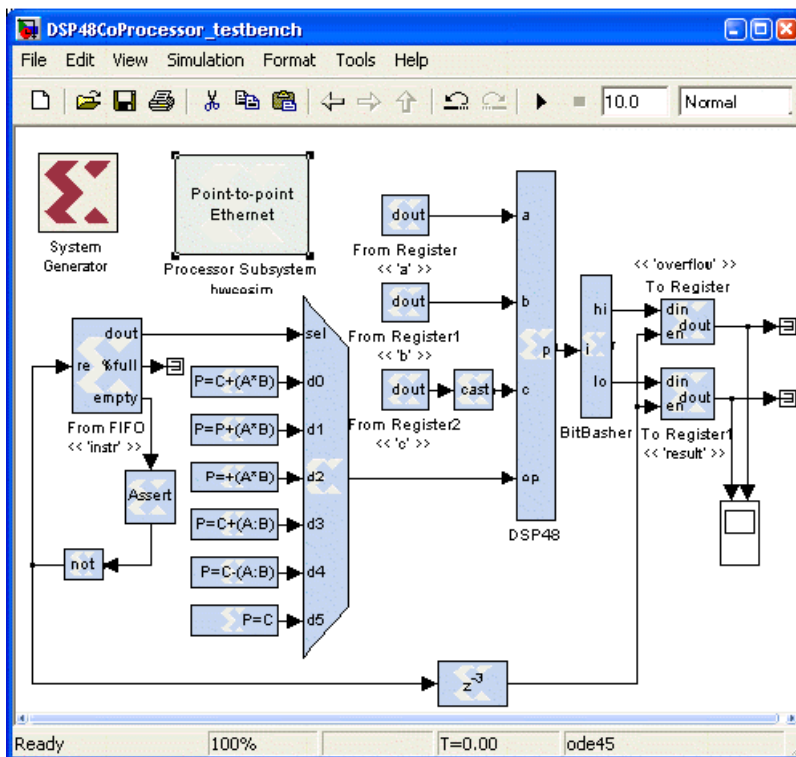 DSP48CoProcessor_testbench
File Edit View Simulation Format Tools Help
10.0 Normal
System
Generator
Point-to-point
Ethernet
Processor Subsystem
hwcosim
dout
From Register
<< 'a' >>
dout
From Register1
<< 'b' >>
dout
cast
From Register2
<< 'c' >>
a
b
c
op
p
DSP48
i
hi
lo
BitBasher
<< 'overflow' >>
To Register
din
en
dout
din
en
dout
To Register1
<< 'result' >>
dout
re %full
empty
From FIFO
<< 'instr' >>
Assert
not
P=C+(A*B)
P=P+(A*B)
P=+(A*B)
P=C+(A:B)
P=C-(A:B)
P=C
sel
d0
d1
d2
d3
d4
d5
z-3
Ready 100% T=0.00 ode45